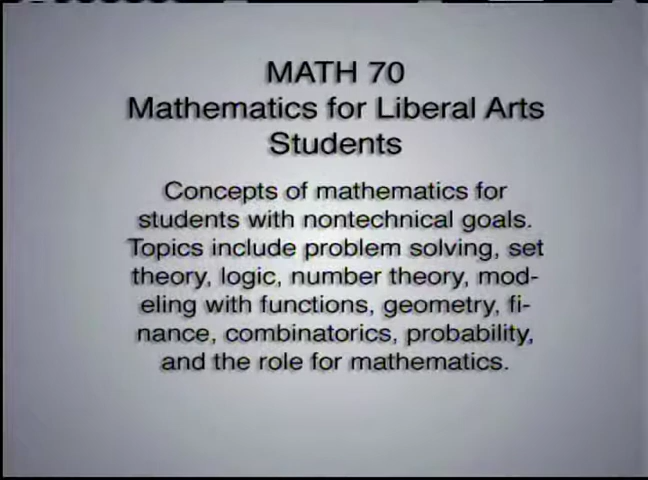 MATH 70
Mathematics for Liberal Arts
Students
Concepts of mathematics for
students with nontechnical goals.
Topics include problem solving, set
theory, logic, number theory, mod-
eling with functions, geometry, fi-
nance, combinatorics, probability,
and the role for mathematics.